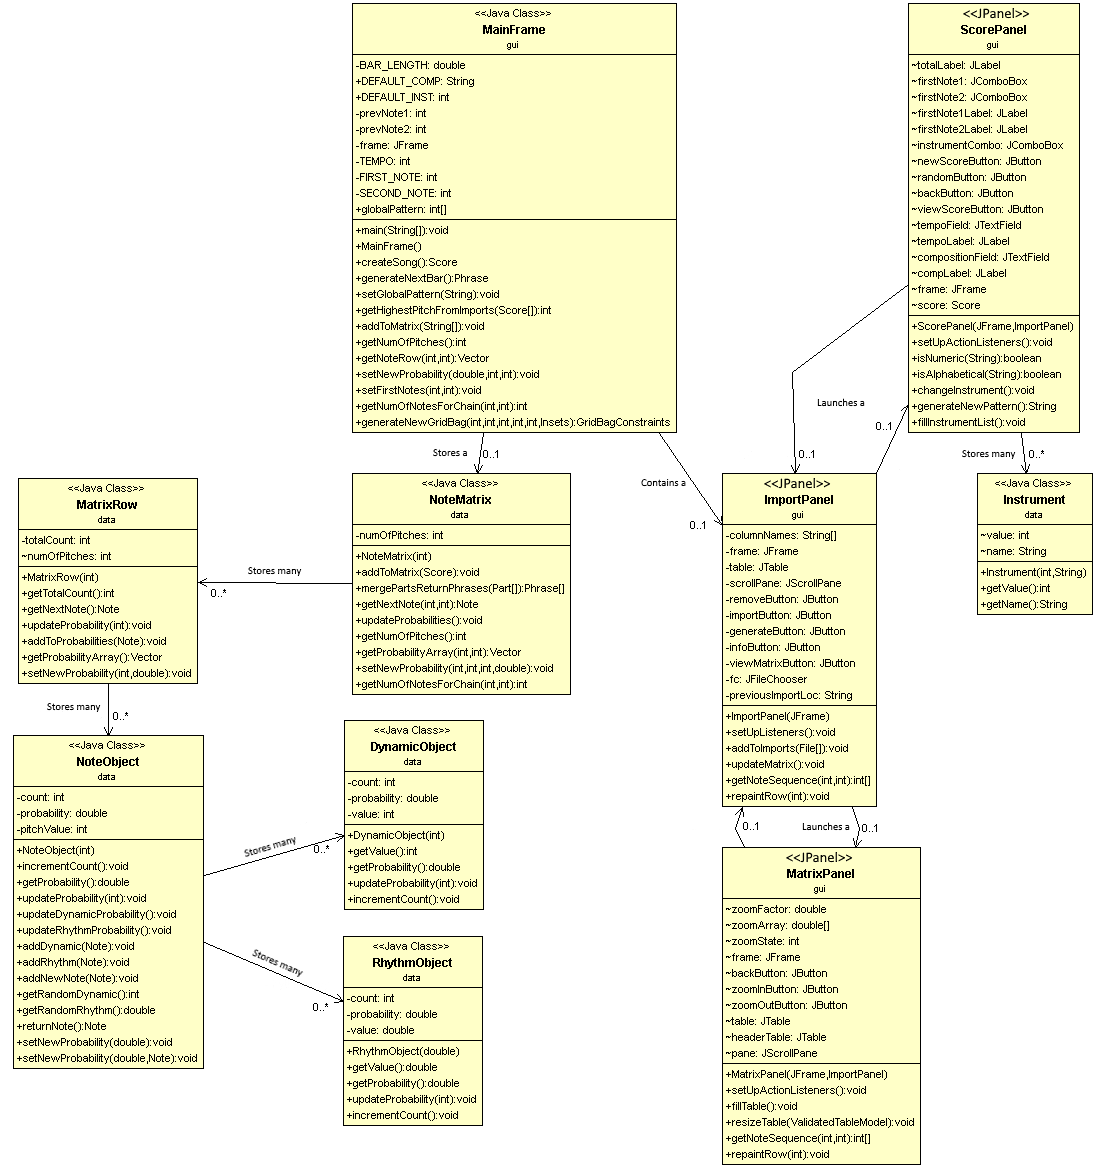 <<Java Class>>
MainFrame
gui
-BAR_LENGTH: double
+DEFAULT_COMP: String
+DEFAULT_INST: int
-prevNote1: int
-prevNote2: int
-frame: JFrame
-TEMPO: int
-FIRST_NOTE: int
-SECOND_NOTE: int
+globalPattern: int[]
+main(String[]):void
+MainFrame()
+createSong():Score
+generateNextBar():Phrase
+setGlobalPattern(String):void
+getHighestPitchFromImports(Score[]):int
+addToMatrix(String[]):void
+getNumOfPitches():int
+getNoteRow(int,int):Vector
+setNewProbability(double,int,int):void
+setFirstNotes(int,int):void
+getNumOfNotesForChain(int,int):int
+generateNewGridBag(int,int,int,int,int,Insets):GridBagConstraints
<<JPanel>>
ScorePanel
gui
~totalLabel: JLabel
~firstNote1: JComboBox
~firstNote2: JComboBox
~firstNote1Label: JLabel
~firstNote2Label: JLabel
~instrumentCombo: JComboBox
~newScoreButton: JButton
~randomButton: JButton
~backButton: JButton
~viewScoreButton: JButton
~tempoField: JTextField
~tempoLabel: JLabel
~compositionField: JTextField
~compLabel: JLabel
~frame: JFrame
~score: Score
+ScorePanel(JFrame,ImportPanel)
+setUpActionListeners():void
+isNumeric(String):boolean
+isAlphabetical(String):boolean
+changeInstrument():void
+generateNewPattern():String
+fillInstrumentList():void
Stores a
0..1
Contains a
0..1
0..1
Launches a
0..1
Stores many
0..*
<<Java Class>>
MatrixRow
data
-totalCount: int
~numOfPitches: int
+MatrixRow(int)
+getTotalCount():int
+getNextNote():Note
+updateProbability(int):void
+addToProbabilities(Note):void
+getProbabilityArray():Vector
+setNewProbability(int,double):void
Stores many
0..*
<<Java Class>>
NoteMatrix
data
-numOfPitches: int
+NoteMatrix(int)
+addToMatrix(Score):void
+mergePartsReturnPhrases(Part[]):Phrase[]
+getNextNote(int,int):Note
+updateProbabilities():void
+getNumOfPitches():int
+getProbabilityArray(int,int):Vector
+setNewProbability(int,int,int,double):void
+getNumOfNotesForChain(int,int):int
<<JPanel>>
ImportPanel
gui
-columnNames: String[]
-frame: JFrame
-table: JTable
-scrollPane: JScrollPane
-removeButton: JButton
-importButton: JButton
-generateButton: JButton
-infoButton: JButton
-viewMatrixButton: JButton
-fc: JFileChooser
-previousImportLoc: String
+ImportPanel(JFrame)
+setUpListeners():void
+addToImports(File[]):void
+updateMatrix():void
+getNoteSequence(int,int):int[]
+repaintRow(int):void
<<Java Class>>
Instrument
data
~value: int
~name: String
+Instrument(int,String)
+getValue():int
+getName():String
Stores many
0..*
<<Java Class>>
NoteObject
data
-count: int
-probability: double
-pitchValue: int
+NoteObject(int)
+incrementCount():void
+getProbability():double
+updateProbability(int):void
+updateDynamicProbability():void
+updateRhythmProbability():void
+addDynamic(Note):void
+addRhythm(Note):void
+addNewNote(Note):void
+getRandomDynamic():int
+getRandomRhythm():double
+returnNote():Note
+setNewProbability(double):void
+setNewProbability(double,Note):void
Stores many
0..*
Stores many
0..*
<<Java Class>>
DynamicObject
data
-count: int
-probability: double
-value: int
+DynamicObject(int)
+getValue():int
+getProbability():double
+updateProbability(int):void
+incrementCount():void
<<Java Class>>
RhythmObject
data
-count: int
-probability: double
-value: double
+RhythmObject(double)
+getValue():double
+getProbability():double
+updateProbability(int):void
+incrementCount():void
0..1
Launches a
0..1
<<JPanel>>
MatrixPanel
gui
~zoomFactor: double
~zoomArray: double[]
~zoomState: int
~frame: JFrame
~backButton: JButton
~zoomInButton: JButton
~zoomOutButton: JButton
~table: JTable
~headerTable: JTable
~pane: JScrollPane
+MatrixPanel(JFrame,ImportPanel)
+setUpActionListeners():void
+fillTable():void
+resizeTable(ValidatedTableModel):void
+getNoteSequence(int,int):int[]
+repaintRow(int):void